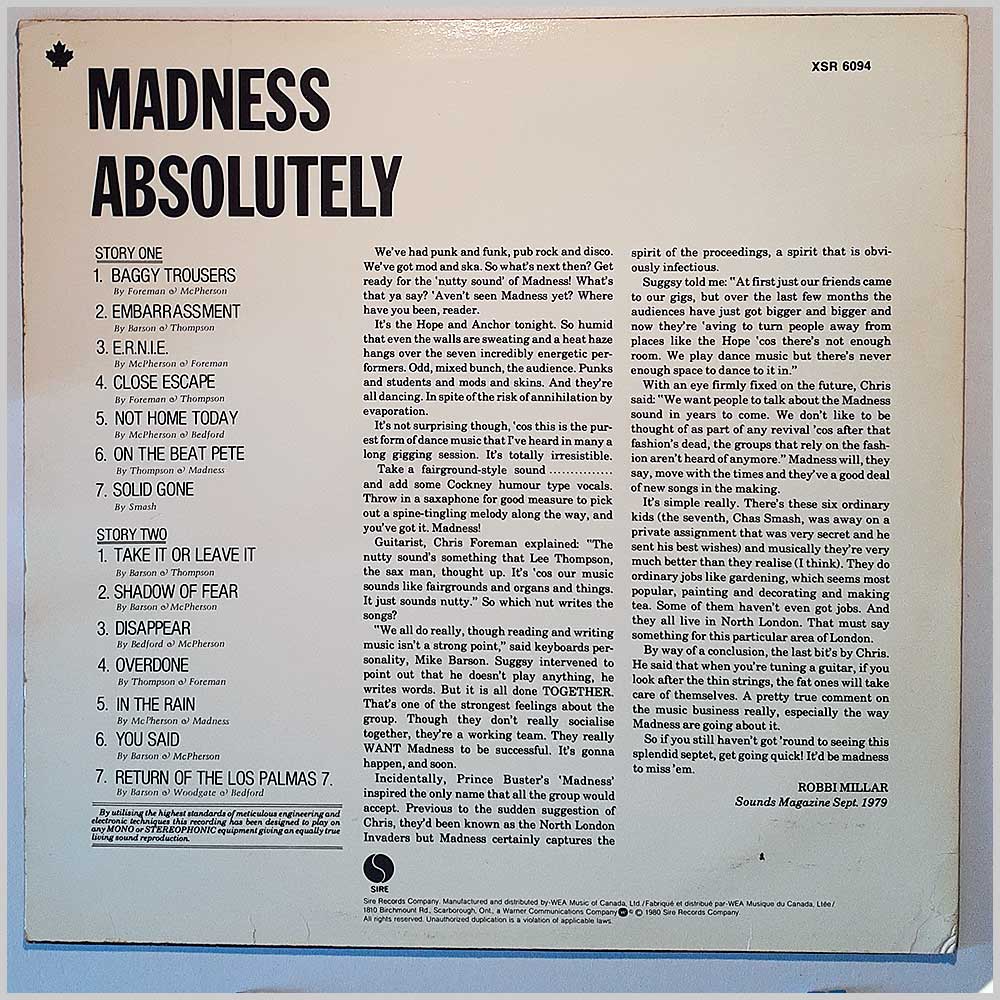 XSR 6094
MADNESS
ABSOLUTELY
STORY ONE
1. BAGGY TROUSERS
By Foreman & McPherson
2. EMBARRASSMENT
By Barson & Thompson
3. E.R.N.I.E.
By McPherson & Foreman
4. CLOSE ESCAPE
By Foreman & Thompson
5. NOT HOME TODAY
By McPherson & Bedford
6. ON THE BEAT PETE
By Thompson & Madness
7. SOLID GONE
By Smash
STORY TWO
1. TAKE IT OR LEAVE IT
By Barson & Thompson
2. SHADOW OF FEAR
By Barson & McPherson
3. DISAPPEAR
By Bedford & McPherson
4. OVERDONE
By Thompson & Foreman
5. IN THE RAIN
By McPherson & Madness
6. YOU SAID
By Barson & McPherson
7. RETURN OF THE LOS PALMAS 7.
By Barson & Woodgate & Bedford
By utilising the highest standards of meticulous engineering and
electronic techniques this recording has been designed to play on
any MONO or STEREOPHONIC equipment giving an equally true
living sound reproduction.
We've had punk and funk, pub rock and disco.
We've got mod and ska. So what's next then? Get
ready for the 'nutty sound' of Madness! What's
that ya say? 'Aven't seen Madness yet? Where
have you been, reader.
It's the Hope and Anchor tonight. So humid
that even the walls are sweating and a heat haze
hangs over the seven incredibly energetic per-
formers. Odd, mixed bunch, the audience. Punks
and students and mods and skins. And they're
all dancing. In spite of the risk of annihilation by
evaporation.
It's not surprising though, 'cos this is the pur-
est form of dance music that I've heard in many a
long gigging session. It's totally irresistible.
Take a fairground-style sound ...............
and add some Cockney humour type vocals.
Throw in a saxaphone for good measure to pick
out a spine-tingling melody along the way, and
you've got it. Madness!
Guitarist, Chris Foreman explained: "The
nutty sound's something that Lee Thompson,
the sax man, thought up. It's 'cos our music
sounds like fairgrounds and organs and things.
It just sounds nutty." So which nut writes the
songs?
"We all do really, though reading and writing
music isn't a strong point," said keyboards per-
sonality, Mike Barson. Suggsy intervened to
point out that he doesn't play anything, he
writes words. But it is all done TOGETHER.
That's one of the strongest feelings about the
group. Though they don't really socialise
together, they're a working team. They really
WANT Madness to be successful. It's gonna
happen, and soon.
Incidentally, Prince Buster's 'Madness'
inspired the only name that all the group would
accept. Previous to the sudden suggestion of
Chris, they'd been known as the North London
Invaders but Madness certainly captures the
spirit of the proceedings, a spirit that is obvi-
ously infectious.
Suggsy told me: "At first just our friends came
to our gigs, but over the last few months the
audiences have just got bigger and bigger and
now they're 'aving to turn people away from
places like the Hope 'cos there's not enough
room. We play dance music but there's never
enough space to dance to it in."
With an eye firmly fixed on the future, Chris
said: "We want people to talk about the Madness
sound in years to come. We don't like to be
thought of as part of any revival 'cos after that
fashion's dead, the groups that rely on the fash-
ion aren't heard of anymore." Madness will, they
say, move with the times and they've a good deal
of new songs in the making.
It's simple really. There's these six ordinary
kids (the seventh, Chas Smash, was away on a
private assignment that was very secret and he
sent his best wishes) and musically they're very
much better than they realise (I think). They do
ordinary jobs like gardening, which seems most
popular, painting and decorating and making
tea. Some of them haven't even got jobs. And
they all live in North London. That must say
something for this particular area of London.
By way of a conclusion, the last bit's by Chris.
He said that when you're tuning a guitar, if you
look after the thin strings, the fat ones will take
care of themselves. A pretty true comment on
the music business really, especially the way
Madness are going about it.
So if you still haven't got 'round to seeing this
splendid septet, get going quick! It'd be madness
to miss 'em.
ROBBI MILLAR
Sounds Magazine Sept. 1979
SIRE
Sire Records Company. Manufactured and distributed by-WEA Music of Canada, Ltd./Fabriqué et distribué par-WEA Musique du Canada, Ltée/
1810 Birchmount Rd., Scarborough, Ont., a Warner Communications Company ℗ © 1980 Sire Records Company.
All rights reserved. Unauthorized duplication is a violation of applicable laws.